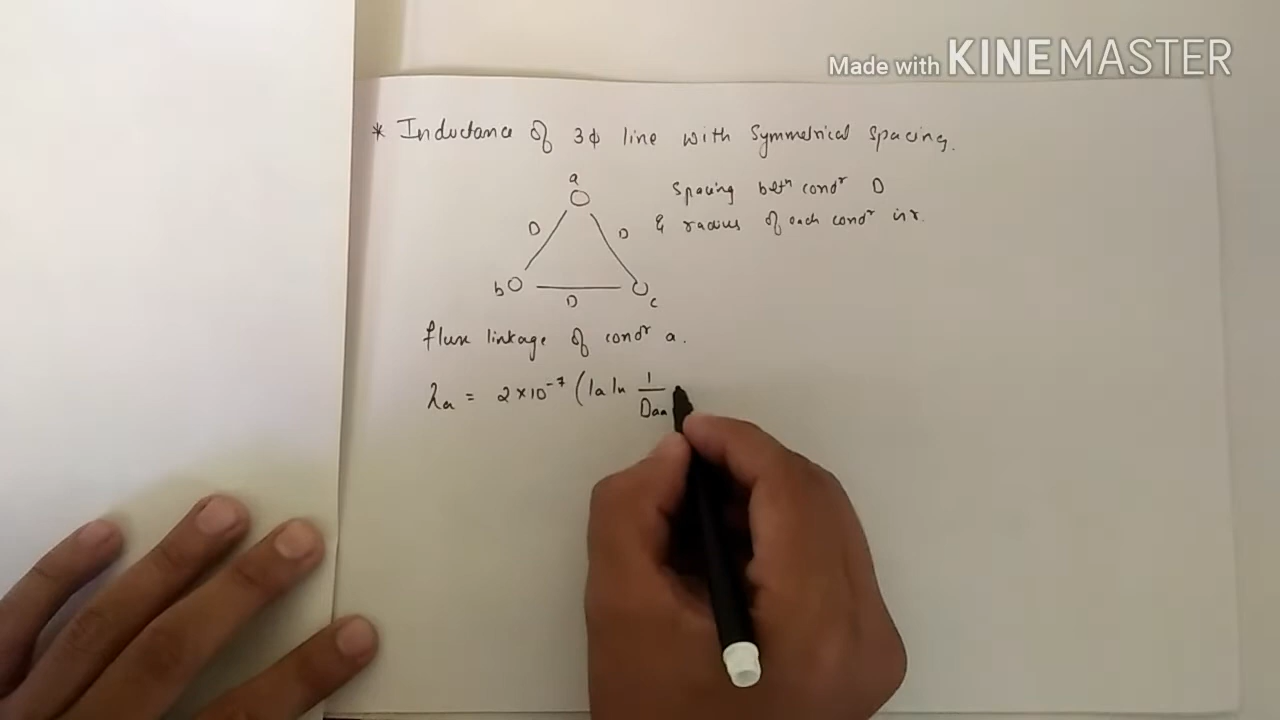 Made with KINEMASTER
* Inductance of 3ϕ line with Symmetrical Spacing.
a
Spacing betn condr D
D D & radius of each condr is r.
b c
D
flux linkage of condr a.
λa = 2×10⁻⁷ (Ia ln 1/Daa